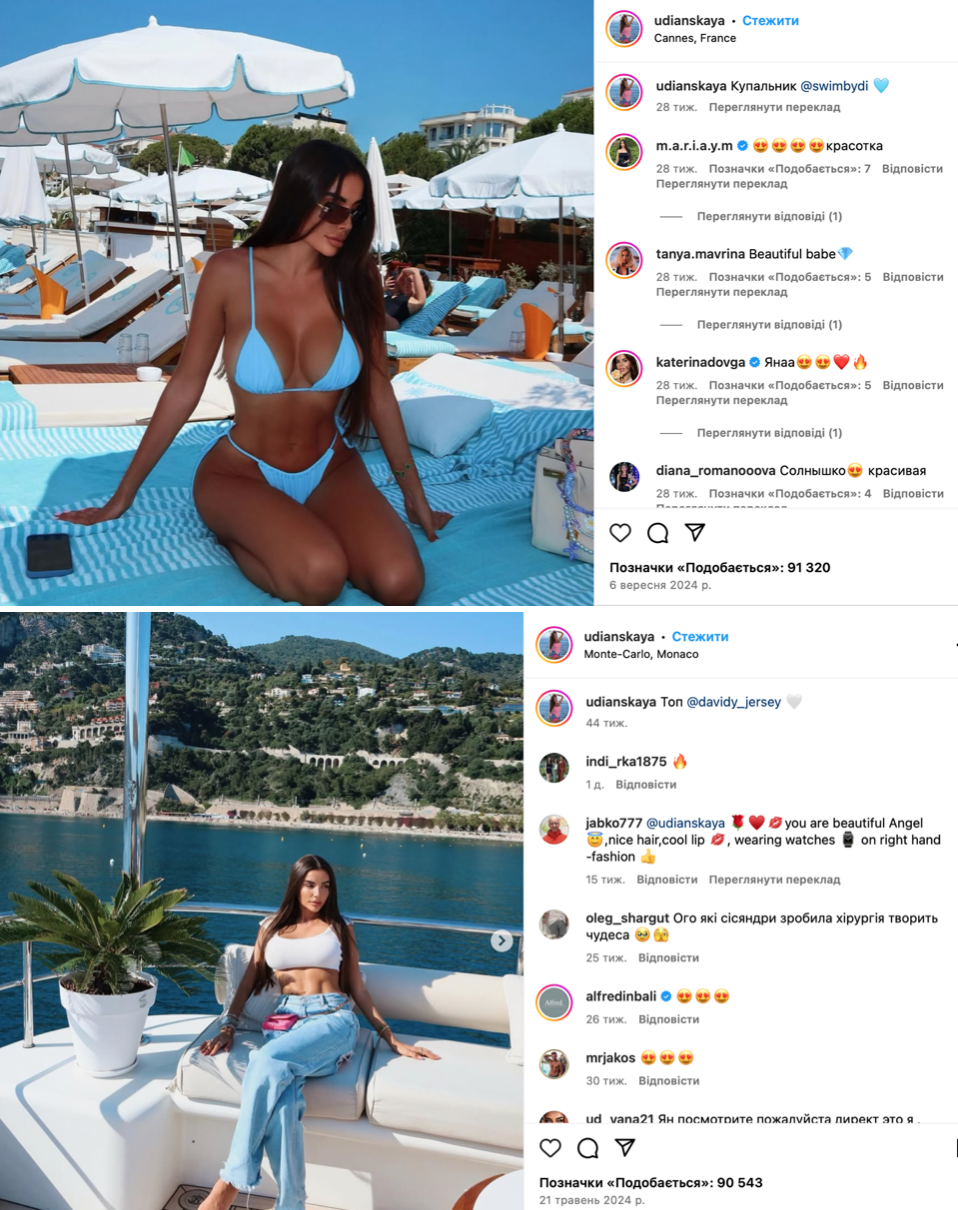 udianskaya • Стежити
Cannes, France
udianskaya Купальник @swimbydi 🩵
28 тиж. Переглянути переклад
m.a.r.i.a.y.m 😍😍😍😍красотка
28 тиж. Позначки «Подобається»: 7 Відповісти
Переглянути переклад
Переглянути відповіді (1)
tanya.mavrina Beautiful babe💎
28 тиж. Позначки «Подобається»: 5 Відповісти
Переглянути переклад
Переглянути відповіді (1)
katerinadovga Янаа😍😍❤️🔥
28 тиж. Позначки «Подобається»: 5 Відповісти
Переглянути переклад
Переглянути відповіді (1)
diana_romanooova Солнышко😍 красивая
28 тиж. Позначки «Подобається»: 4 Відповісти
Переглянути переклад
Позначки «Подобається»: 91 320
6 вересня 2024 р.
udianskaya • Стежити
Monte-Carlo, Monaco
udianskaya Топ @davidy_jersey 🤍
44 тиж.
indi_rka1875 🔥
1 д. Відповісти
jabko777 @udianskaya 🌹❤️💋you are beautiful Angel
😇,nice hair,cool lip 💋, wearing watches ⌚ on right hand
-fashion 👍
15 тиж. Відповісти Переглянути переклад
oleg_shargut Ого які сісяндри зробила хірургія творить
чудеса 🥹🫣
25 тиж. Відповісти
Alfred
alfredinbali 😍😍😍
26 тиж. Відповісти
mrjakos 😍😍😍
30 тиж. Відповісти
ud_yana21 Ян посмотрите пожалуйста директ это я .
Позначки «Подобається»: 90 543
21 травень 2024 р.